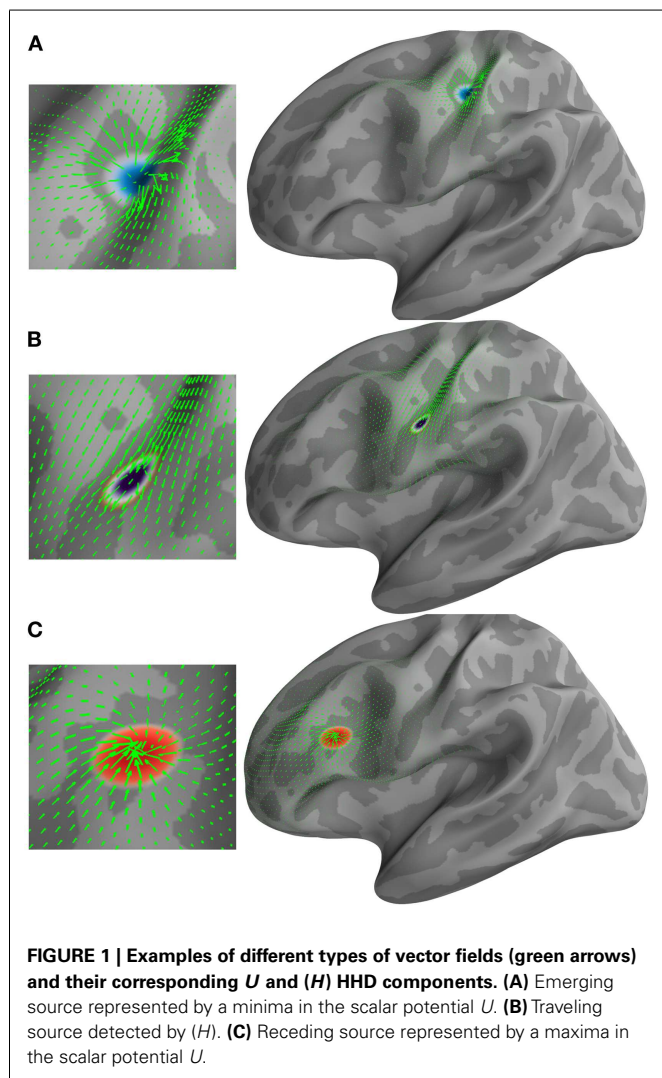 A
B
C
FIGURE 1 | Examples of different types of vector fields (green arrows)
and their corresponding U and (H) HHD components. (A) Emerging
source represented by a minima in the scalar potential U. (B) Traveling
source detected by (H). (C) Receding source represented by a maxima in
the scalar potential U.